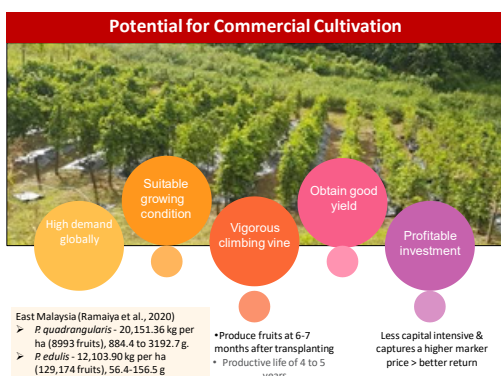 Potential for Commercial Cultivation
High demand
globally
Suitable
growing
condition
Vigorous
climbing vine
Obtain good
yield
Profitable
investment
East Malaysia (Ramaiya et al., 2020)
➢ P. quadrangularis - 20,151.36 kg per
ha (8993 fruits), 884.4 to 3192.7 g.
➢ P. edulis - 12,103.90 kg per ha
(129,174 fruits), 56.4-156.5 g
•Produce fruits at 6-7
months after transplanting
• Productive life of 4 to 5
years
Less capital intensive &
captures a higher marker
price > better return